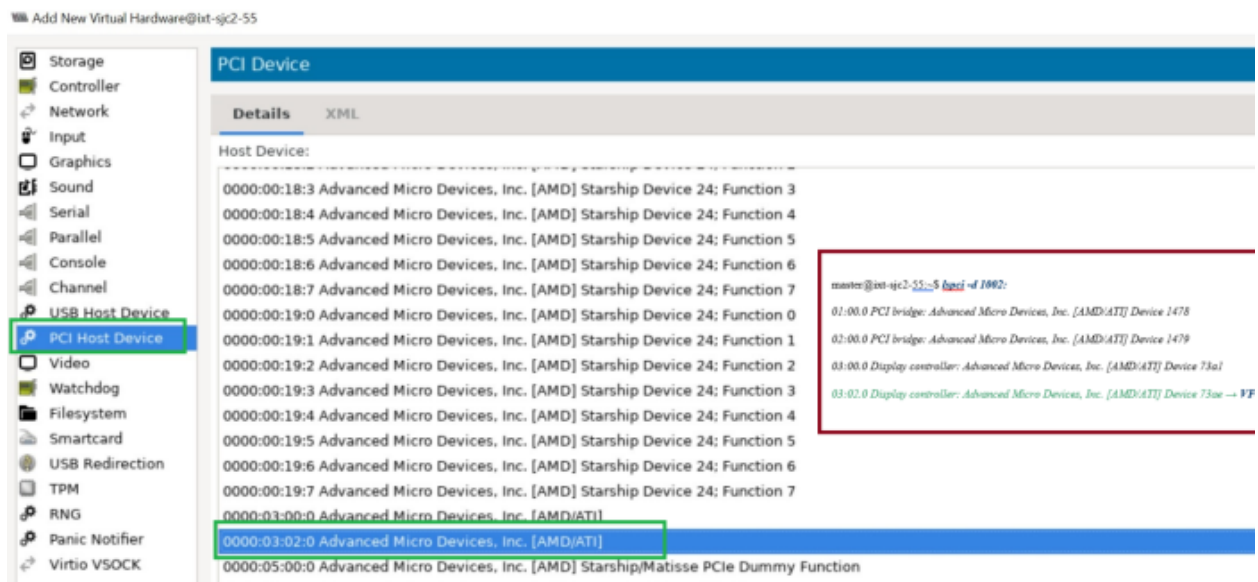 Add New Virtual Hardware@ixt-sjc2-55
Storage
Controller
Network
Input
Graphics
Sound
Serial
Parallel
Console
Channel
USB Host Device
PCI Host Device
Video
Watchdog
Filesystem
Smartcard
USB Redirection
TPM
RNG
Panic Notifier
Virtio VSOCK
PCI Device
Details XML
Host Device:
0000:00:18:3 Advanced Micro Devices, Inc. [AMD] Starship Device 24; Function 3
0000:00:18:4 Advanced Micro Devices, Inc. [AMD] Starship Device 24; Function 4
0000:00:18:5 Advanced Micro Devices, Inc. [AMD] Starship Device 24; Function 5
0000:00:18:6 Advanced Micro Devices, Inc. [AMD] Starship Device 24; Function 6
0000:00:18:7 Advanced Micro Devices, Inc. [AMD] Starship Device 24; Function 7
0000:00:19:0 Advanced Micro Devices, Inc. [AMD] Starship Device 24; Function 0
0000:00:19:1 Advanced Micro Devices, Inc. [AMD] Starship Device 24; Function 1
0000:00:19:2 Advanced Micro Devices, Inc. [AMD] Starship Device 24; Function 2
0000:00:19:3 Advanced Micro Devices, Inc. [AMD] Starship Device 24; Function 3
0000:00:19:4 Advanced Micro Devices, Inc. [AMD] Starship Device 24; Function 4
0000:00:19:5 Advanced Micro Devices, Inc. [AMD] Starship Device 24; Function 5
0000:00:19:6 Advanced Micro Devices, Inc. [AMD] Starship Device 24; Function 6
0000:00:19:7 Advanced Micro Devices, Inc. [AMD] Starship Device 24; Function 7
0000:03:00:0 Advanced Micro Devices, Inc. [AMD/ATI]
0000:03:02:0 Advanced Micro Devices, Inc. [AMD/ATI]
0000:05:00:0 Advanced Micro Devices, Inc. [AMD] Starship/Matisse PCIe Dummy Function
master@ixt-sjc2-55:~$ lspci -d 1002:
01:00.0 PCI bridge: Advanced Micro Devices, Inc. [AMD/ATI] Device 1478
02:00.0 PCI bridge: Advanced Micro Devices, Inc. [AMD/ATI] Device 1479
03:00.0 Display controller: Advanced Micro Devices, Inc. [AMD/ATI] Device 73a1
03:02.0 Display controller: Advanced Micro Devices, Inc. [AMD/ATI] Device 73ae → VF